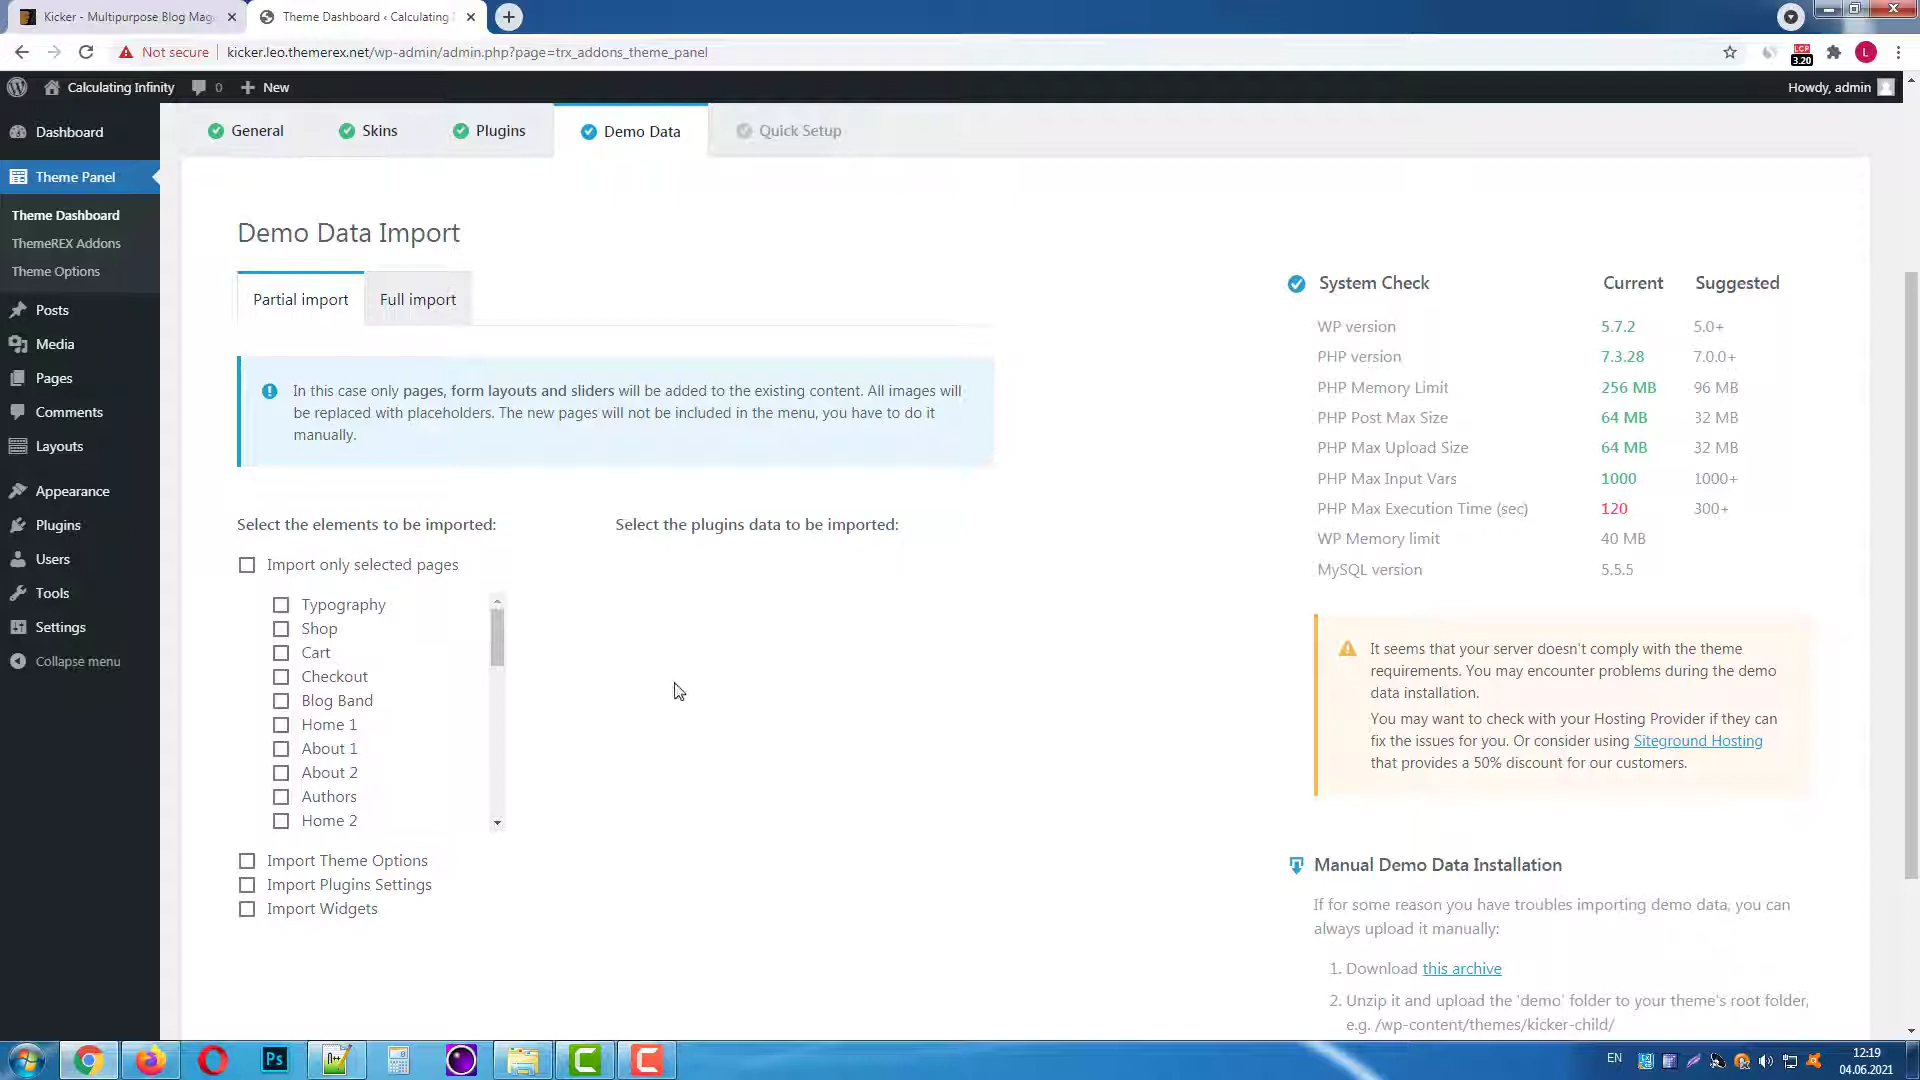 Kicker - Multipurpose Blog Mag
Theme Dashboard ‹ Calculating
Not secure
kicker.leo.themerex.net/wp-admin/admin.php?page=trx_addons_theme_panel
LCP
3.20
L
Calculating Infinity
0
New
Howdy, admin
Dashboard
Theme Panel
Theme Dashboard
ThemeREX Addons
Theme Options
Posts
Media
Pages
Comments
Layouts
Appearance
Plugins
Users
Tools
Settings
Collapse menu
General
Skins
Plugins
Demo Data
Quick Setup
Demo Data Import
Partial import
Full import
In this case only pages, form layouts and sliders will be added to the existing content. All images will
be replaced with placeholders. The new pages will not be included in the menu, you have to do it
manually.
Select the elements to be imported:
Select the plugins data to be imported:
Import only selected pages
Typography
Shop
Cart
Checkout
Blog Band
Home 1
About 1
About 2
Authors
Home 2
Import Theme Options
Import Plugins Settings
Import Widgets
System Check Current Suggested
WP version 5.7.2 5.0+
PHP version 7.3.28 7.0.0+
PHP Memory Limit 256 MB 96 MB
PHP Post Max Size 64 MB 32 MB
PHP Max Upload Size 64 MB 32 MB
PHP Max Input Vars 1000 1000+
PHP Max Execution Time (sec) 120 300+
WP Memory limit 40 MB
MySQL version 5.5.5
It seems that your server doesn't comply with the theme
requirements. You may encounter problems during the demo
data installation.
You may want to check with your Hosting Provider if they can
fix the issues for you. Or consider using Siteground Hosting
that provides a 50% discount for our customers.
Manual Demo Data Installation
If for some reason you have troubles importing demo data, you can
always upload it manually:
1. Download this archive
2. Unzip it and upload the 'demo' folder to your theme's root folder,
e.g. /wp-content/themes/kicker-child/
Ps
EN
12:19
04.06.2021